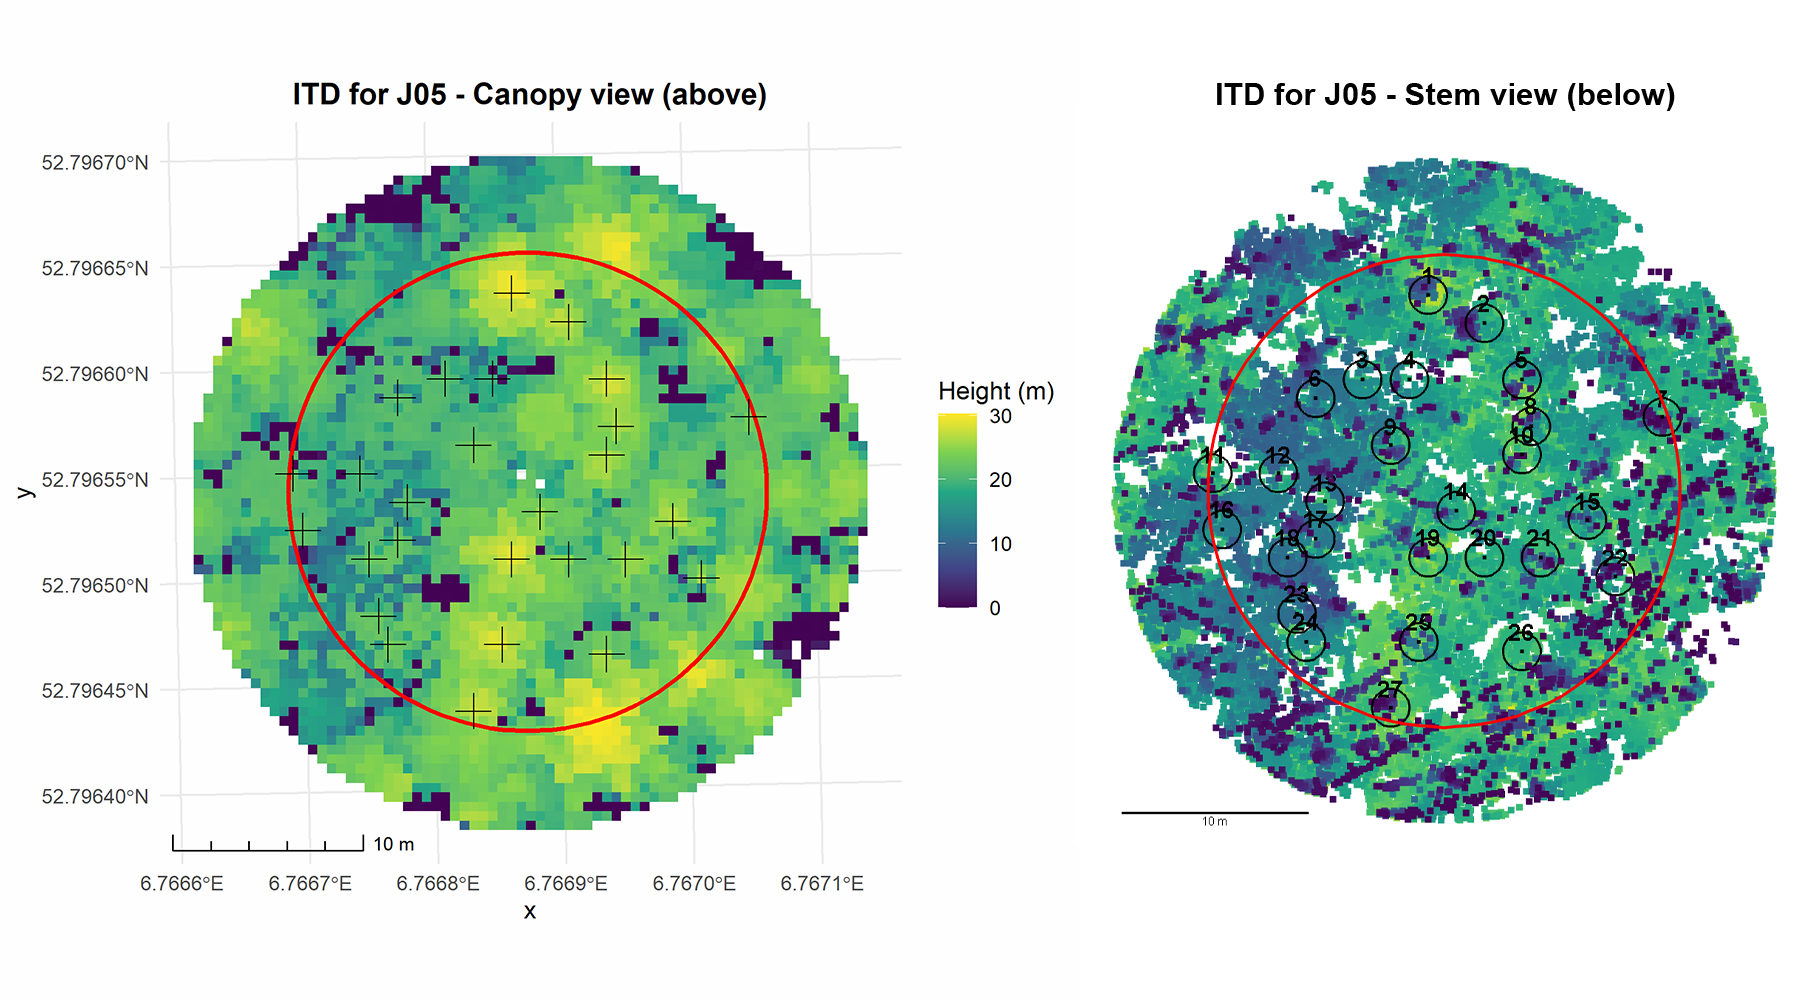 ITD for J05 - Canopy view (above)
52.79670°N
52.79665°N
52.79660°N
52.79655°N
52.79650°N
52.79645°N
52.79640°N
y
10 m
6.7666°E
6.7667°E
6.7668°E
6.7669°E
6.7670°E
6.7671°E
x
Height (m)
30
20
10
0
ITD for J05 - Stem view (below)
1
2
3
4
5
6
7
8
9
10
11
12
13
14
15
16
17
18
19
20
21
22
23
24
25
26
27
10 m